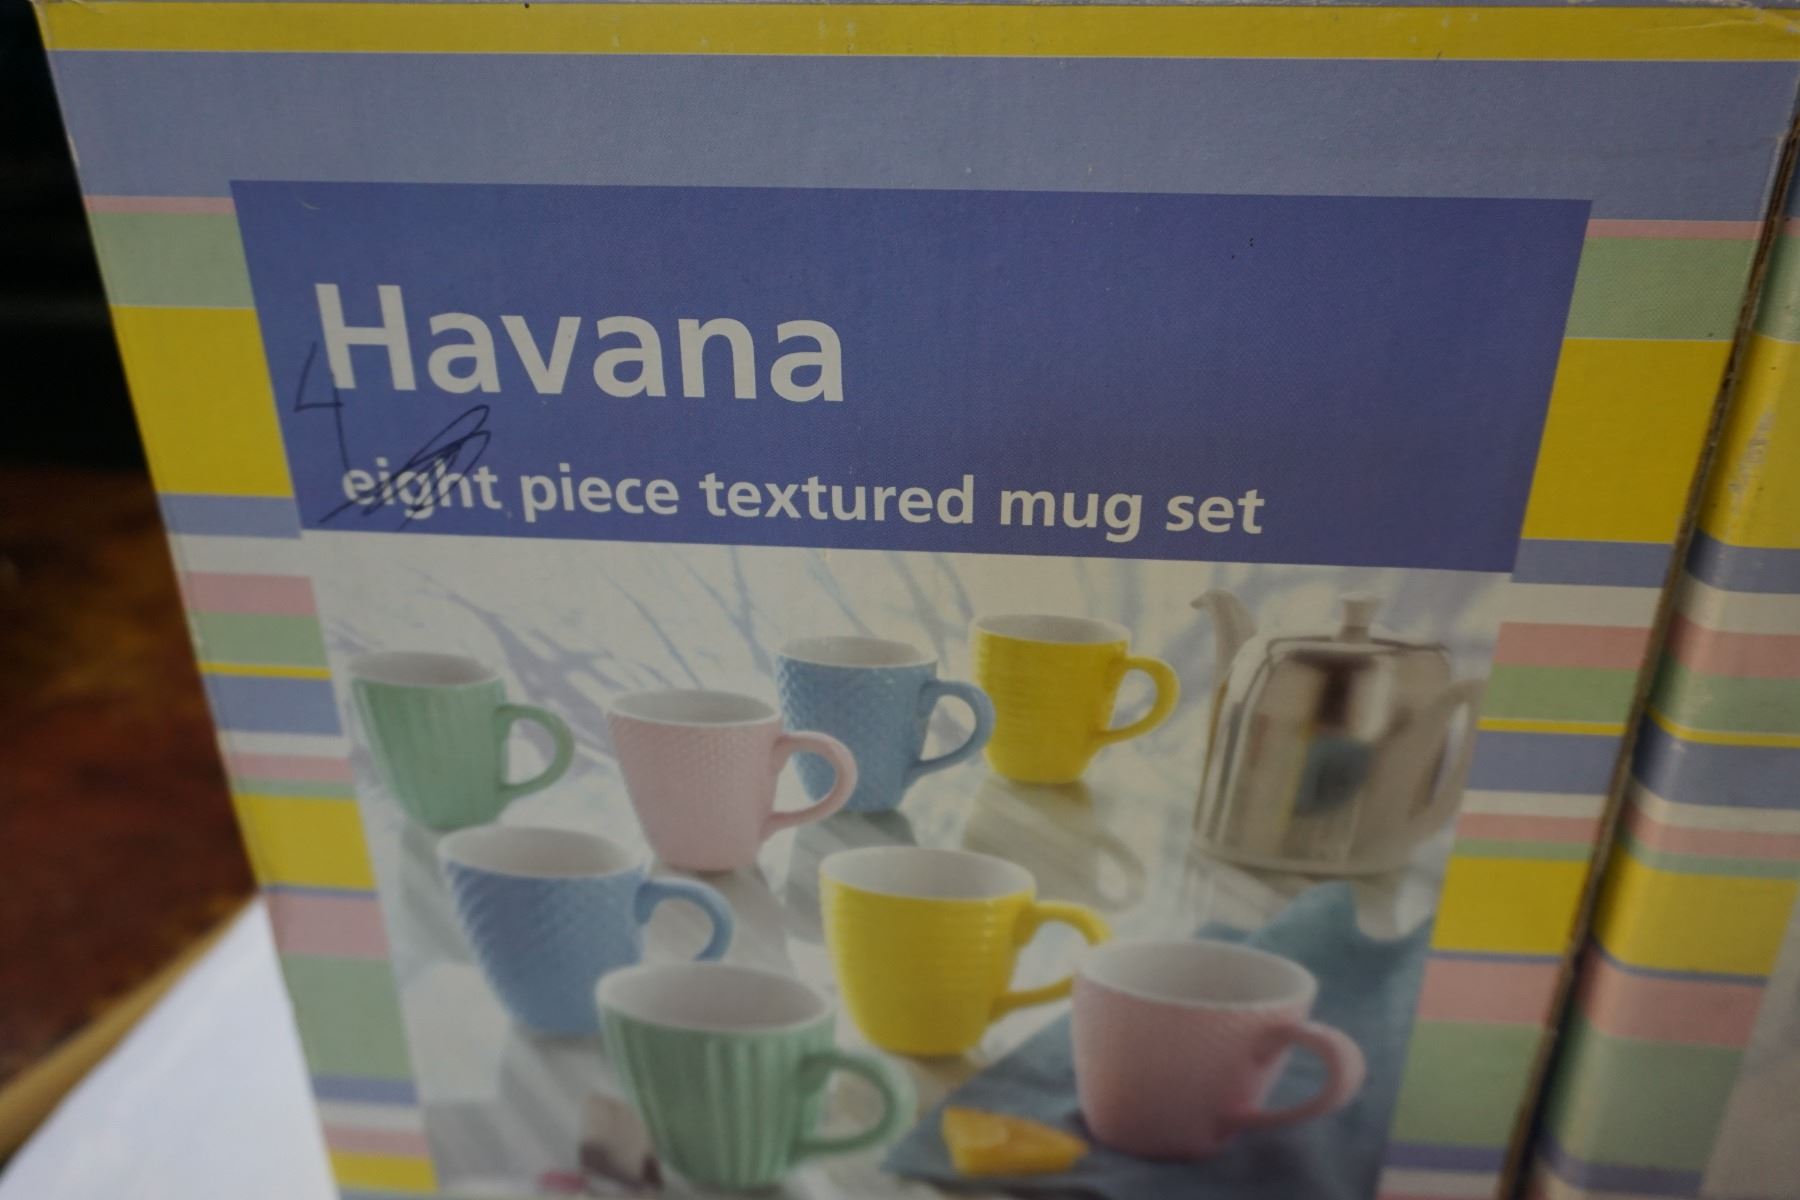 Havana
4
eight piece textured mug set